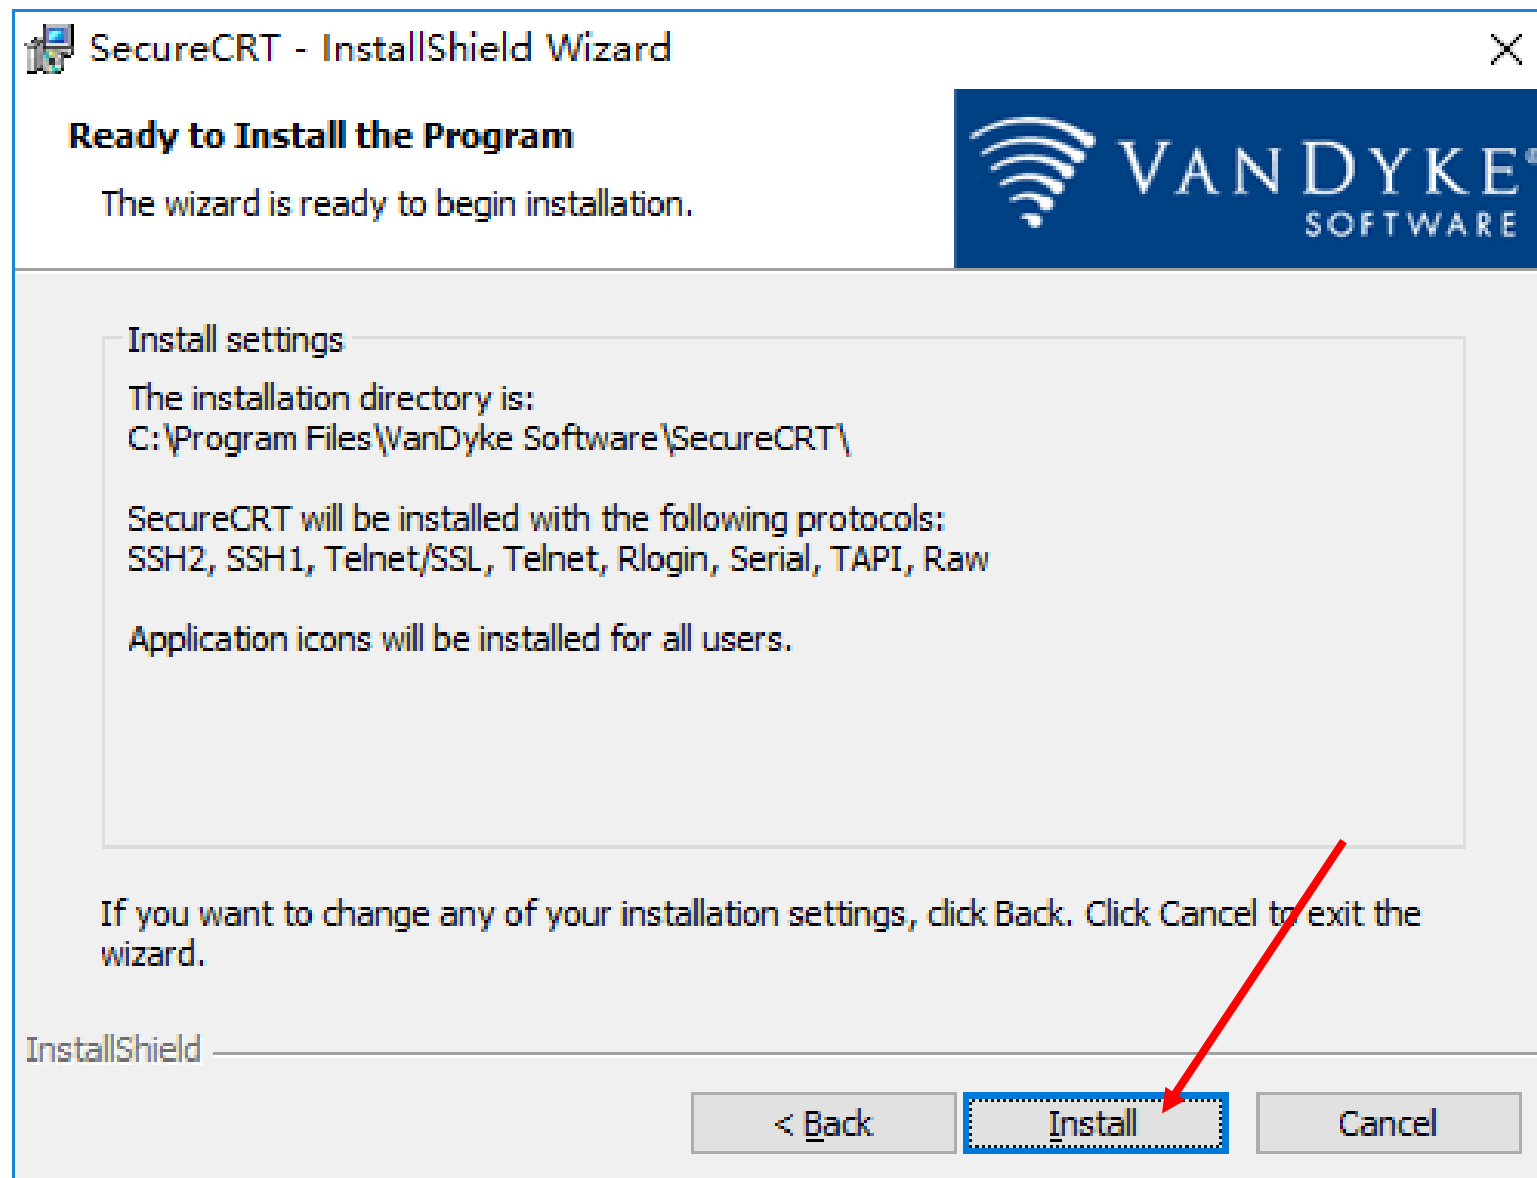 SecureCRT - InstallShield Wizard
Ready to Install the Program
The wizard is ready to begin installation.
VANDYKE®
SOFTWARE
Install settings
The installation directory is:
C:\Program Files\VanDyke Software\SecureCRT\
SecureCRT will be installed with the following protocols:
SSH2, SSH1, Telnet/SSL, Telnet, Rlogin, Serial, TAPI, Raw
Application icons will be installed for all users.
If you want to change any of your installation settings, click Back. Click Cancel to exit the
wizard.
InstallShield
< Back
Install
Cancel